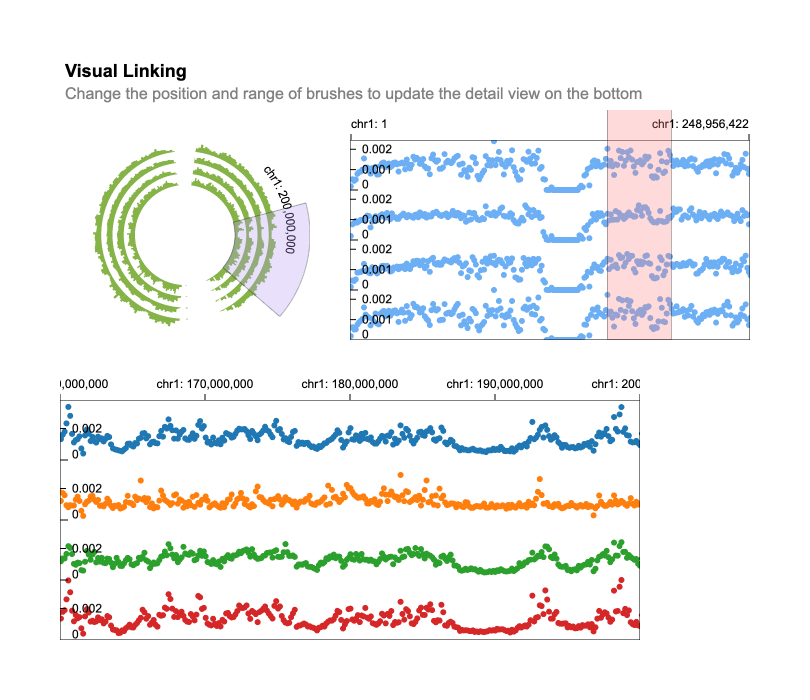 Visual Linking
Change the position and range of brushes to update the detail view on the bottom
chr1: 200,000,000
chr1: 1
chr1: 248,956,422
0.002
0.001
0
0.002
0.001
0
0.002
0.001
0
0.002
0.001
0
0,000,000
chr1: 170,000,000
chr1: 180,000,000
chr1: 190,000,000
chr1: 200
0.002
0
0.002
0
0.002
0
0.002
0